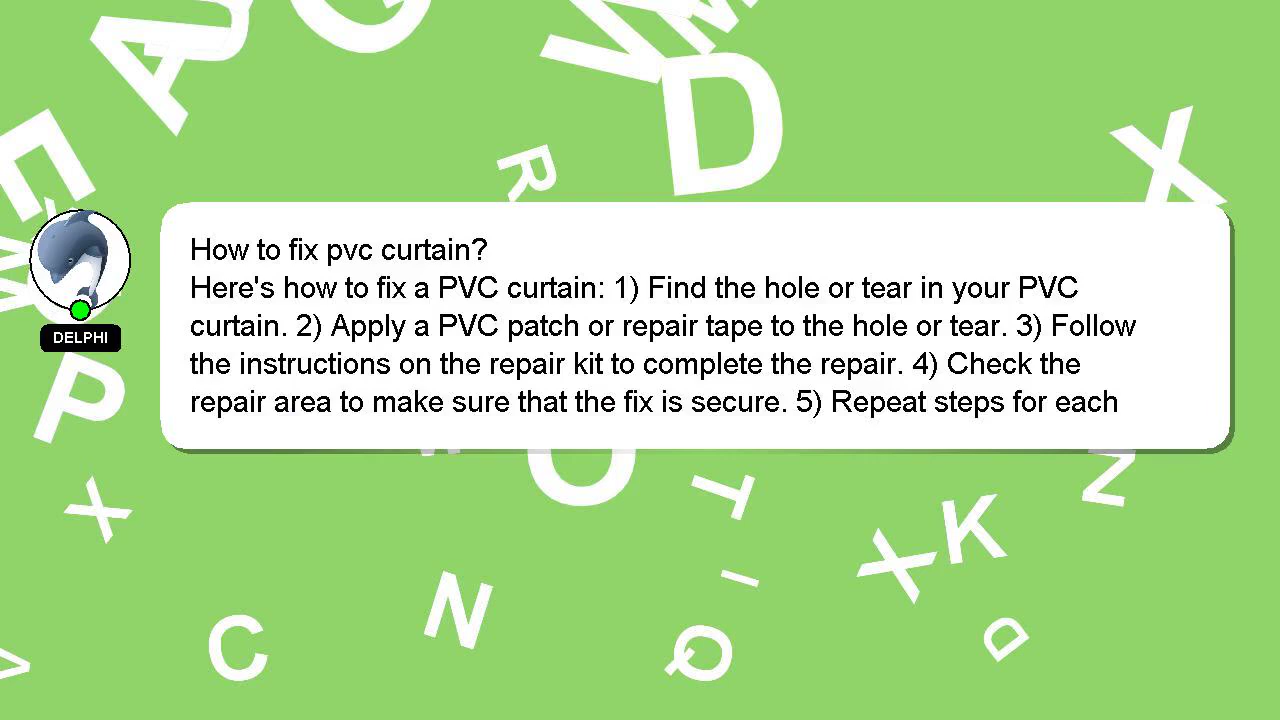 A
G
V
M
D
E
R
X
How to fix pvc curtain?
Here's how to fix a PVC curtain: 1) Find the hole or tear in your PVC
curtain. 2) Apply a PVC patch or repair tape to the hole or tear. 3) Follow
the instructions on the repair kit to complete the repair. 4) Check the
repair area to make sure that the fix is secure. 5) Repeat steps for each
DELPHI
P
X
T
N
K
X
I
N
C
Q
D
V